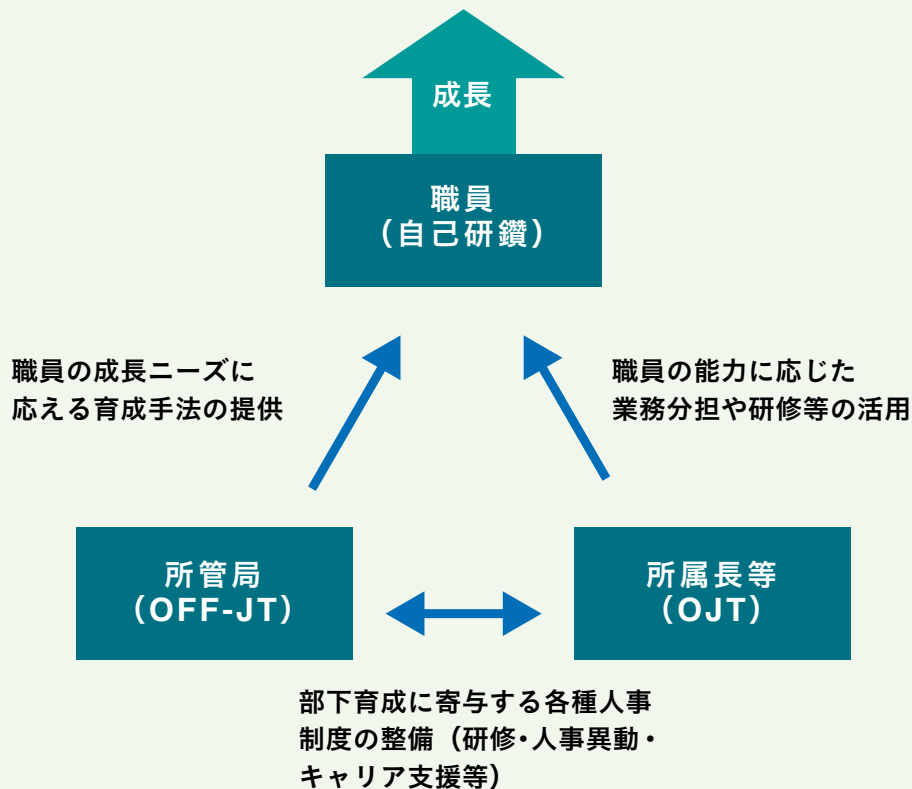 成長
職員
（自己研鑽）
職員の成長ニーズに
応える育成手法の提供
職員の能力に応じた
業務分担や研修等の活用
所管局
（OFF-JT）
所属長等
（OJT）
部下育成に寄与する各種人事
制度の整備（研修・人事異動・
キャリア支援等）